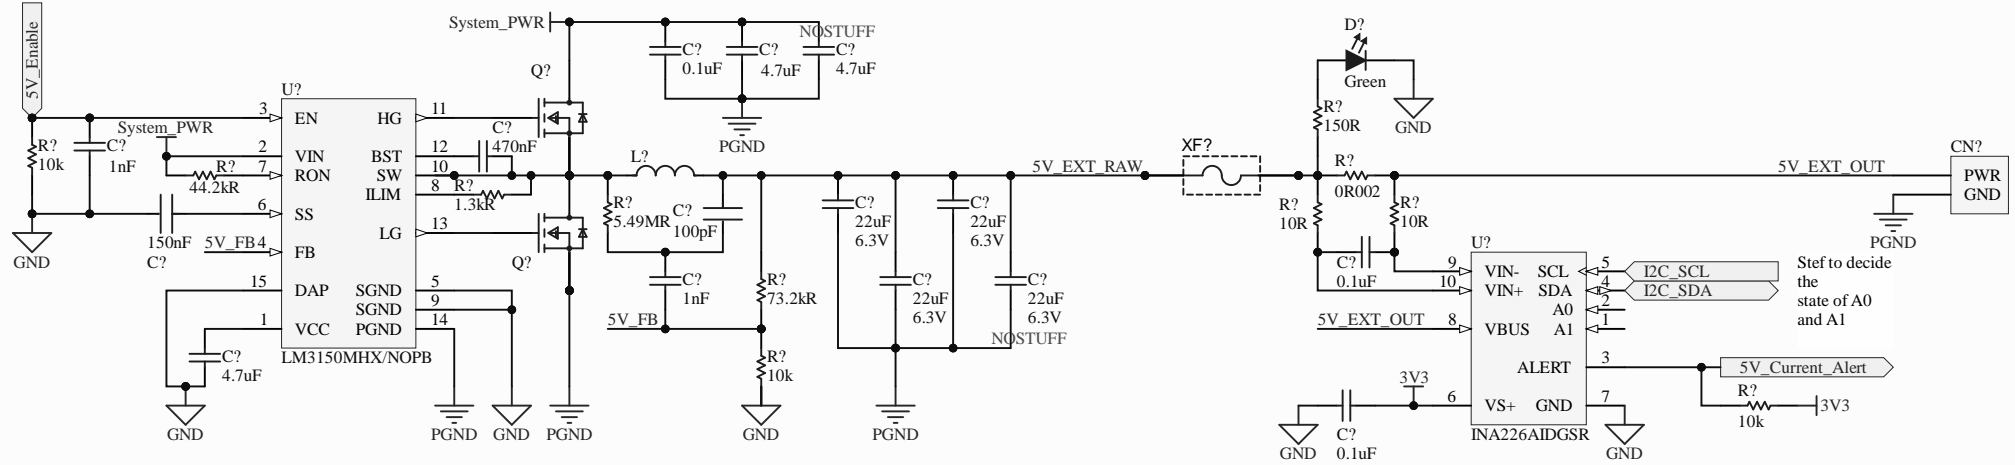 5V_Enable
System_PWR
C?
0.1uF
C?
4.7uF
NOSTUFF
C?
4.7uF
PGND
R?
10k
C?
1nF
GND
System_PWR
R?
44.2kR
150nF
C?
5V_FB
U?
3
EN
2
VIN
7
RON
6
SS
4
FB
15
DAP
1
VCC
HG
11
BST
12
SW
10
ILIM
8
LG
13
SGND
5
SGND
9
PGND
14
LM3150MHX/NOPB
C?
4.7uF
GND
PGND
GND
PGND
Q?
C?
470nF
R?
1.3kR
Q?
L?
R?
5.49MR
C?
100pF
C?
1nF
5V_FB
R?
73.2kR
R?
10k
GND
C?
22uF
6.3V
C?
22uF
6.3V
C?
22uF
6.3V
C?
22uF
6.3V
NOSTUFF
PGND
5V_EXT_RAW
XF?
D?
Green
GND
R?
150R
R?
0R002
R?
10R
R?
10R
C?
0.1uF
5V_EXT_OUT
CN?
PWR
GND
PGND
5V_EXT_OUT
U?
9
VIN-
10
VIN+
8
VBUS
6
VS+
SCL
5
SDA
4
A0
2
A1
1
ALERT
3
GND
7
INA226AIDGSR
I2C_SCL
I2C_SDA
Stef to decide
the
state of A0
and A1
5V_Current_Alert
R?
10k
3V3
3V3
C?
0.1uF
GND
GND